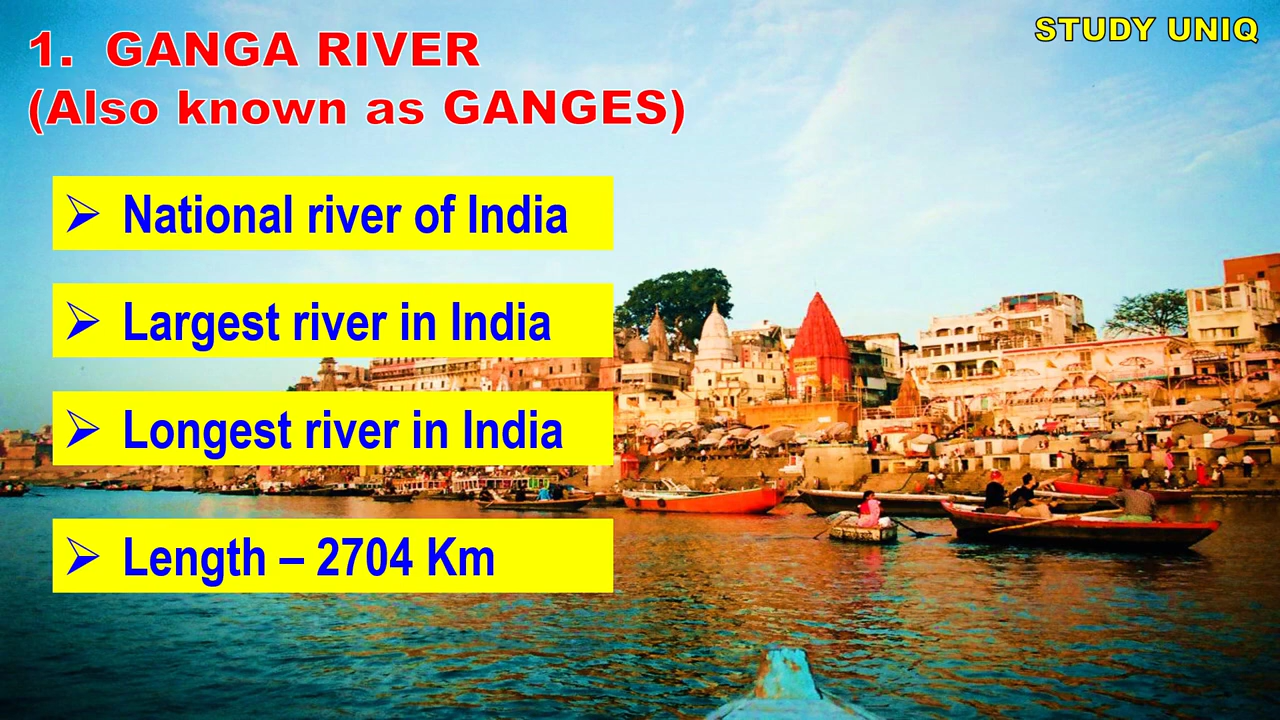 STUDY UNIQ
1. GANGA RIVER
(Also known as GANGES)
➢ National river of India
➢ Largest river in India
➢ Longest river in India
➢ Length – 2704 Km